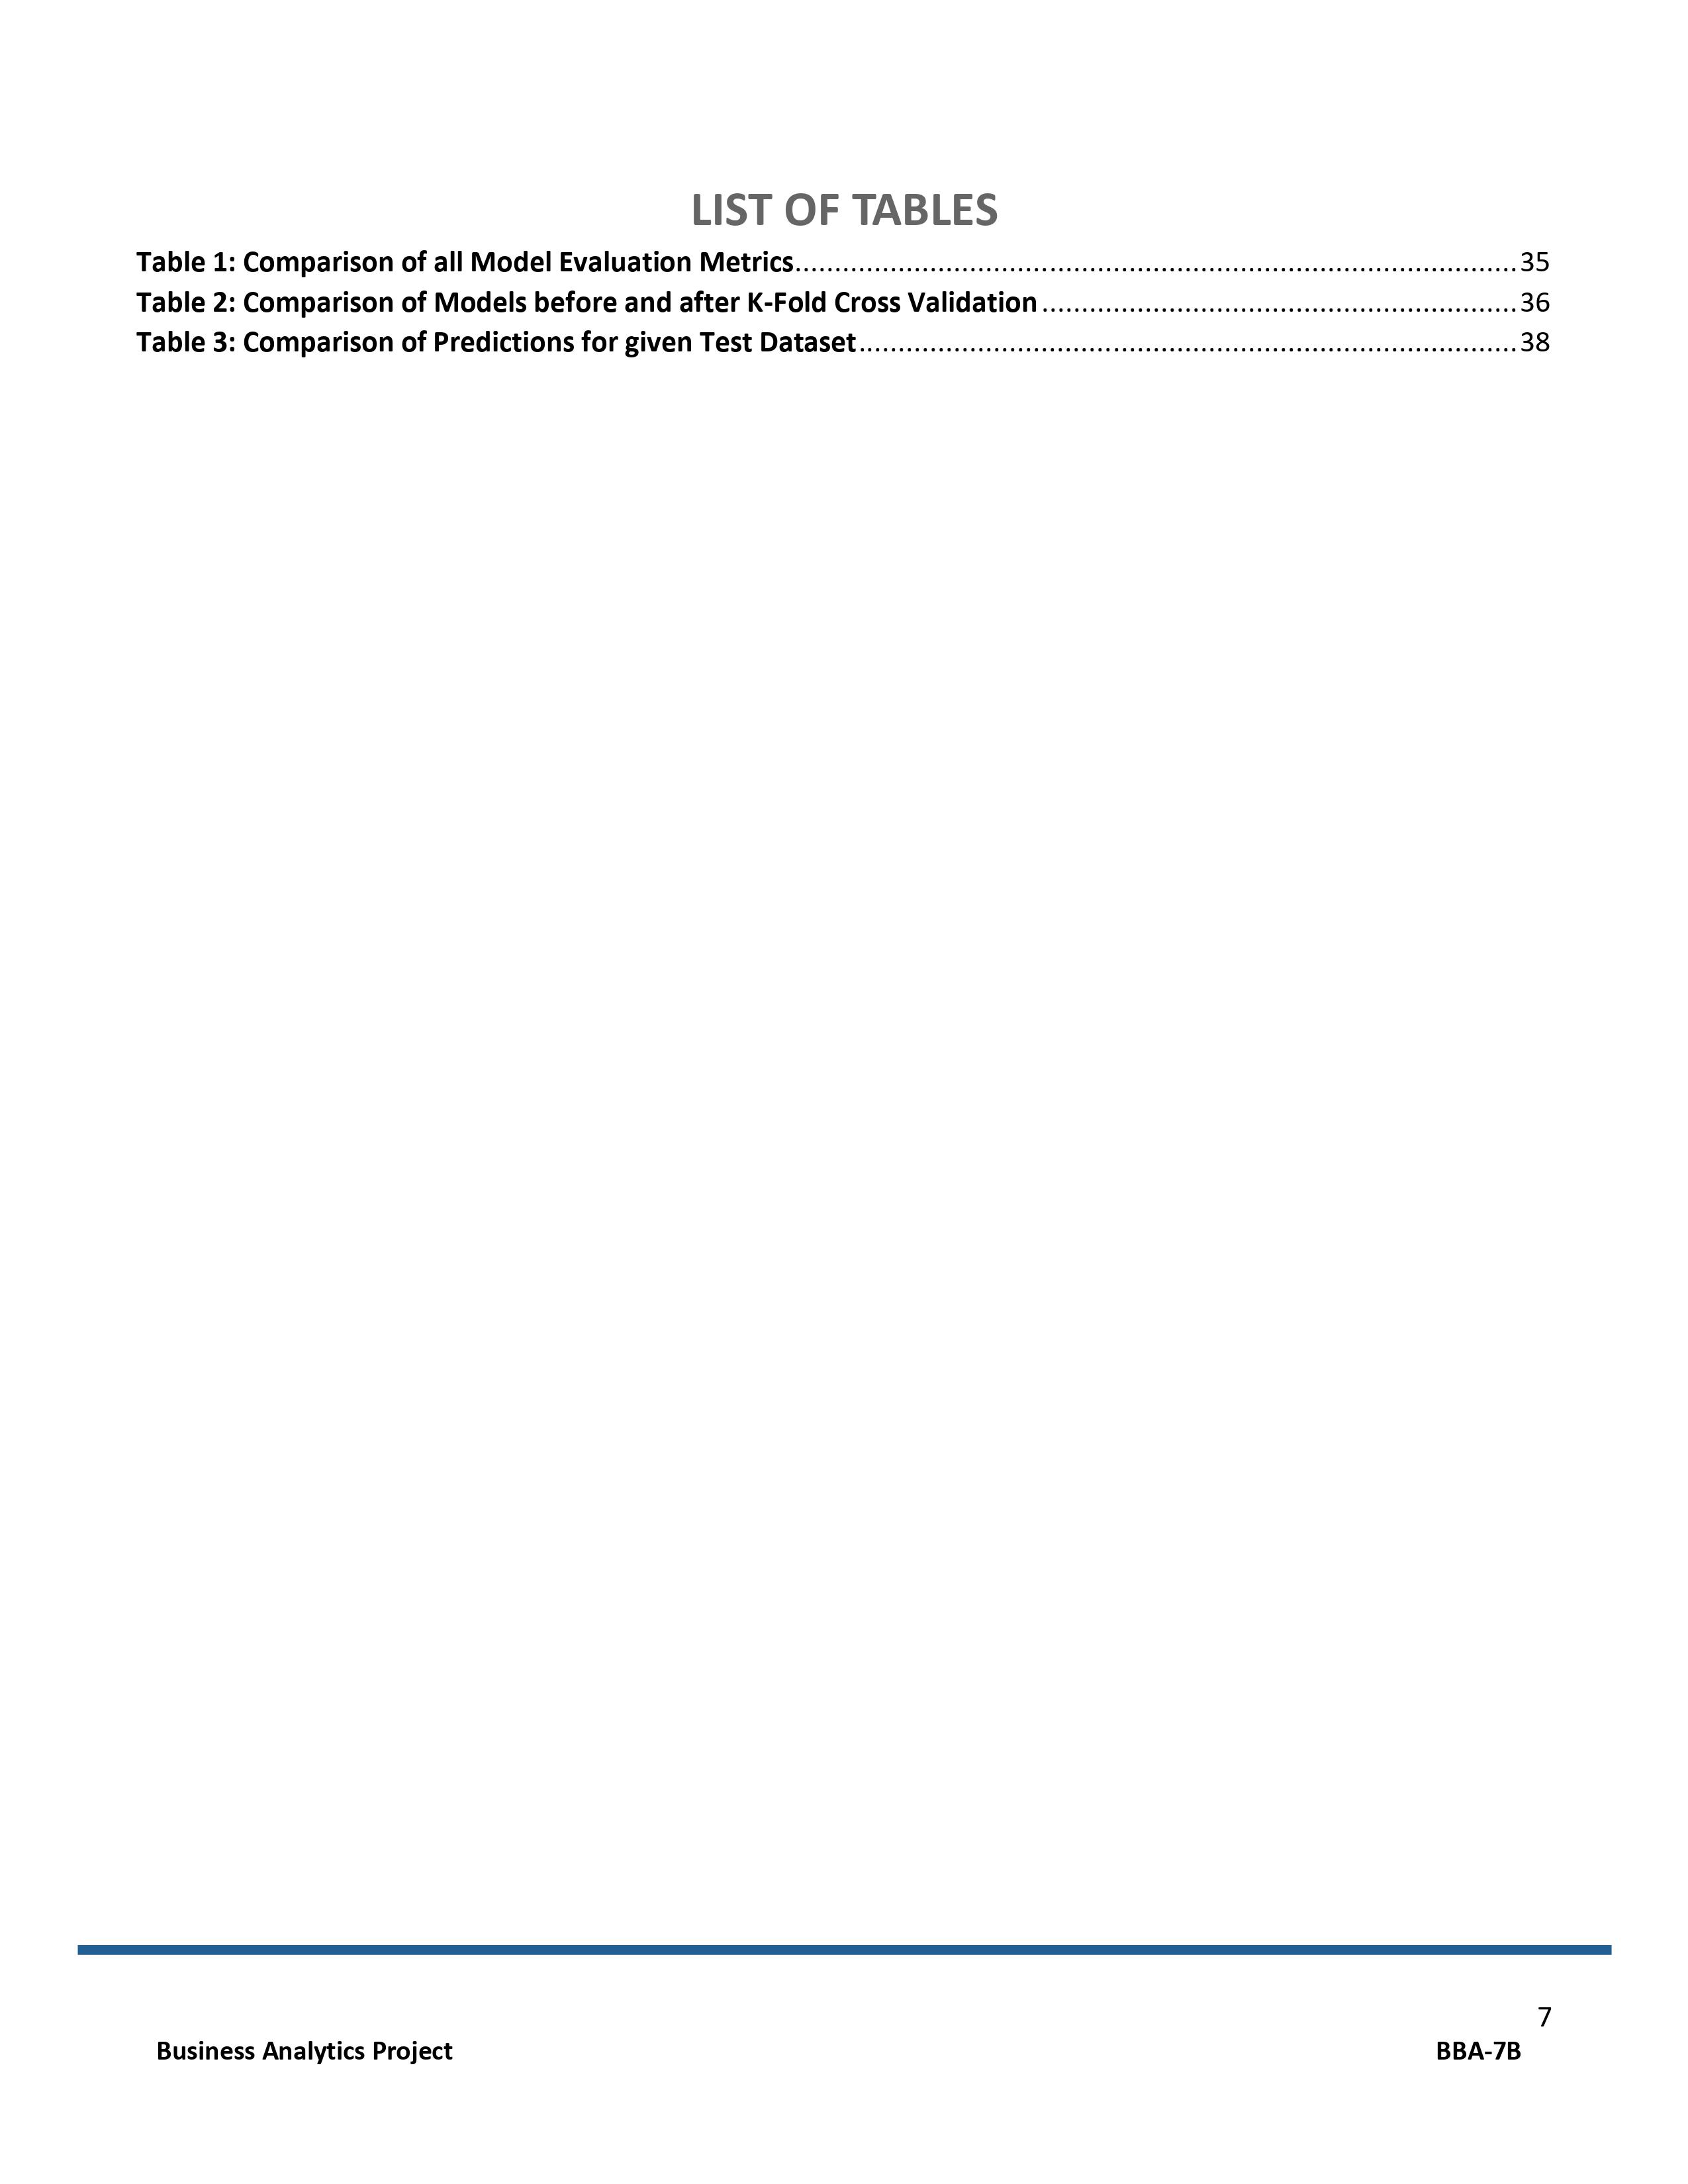 LIST OF TABLES
Table 1: Comparison of all Model Evaluation Metrics....................................................................................35
Table 2: Comparison of Models before and after K-Fold Cross Validation ............................................................36
Table 3: Comparison of Predictions for given Test Dataset...................................................................................38
7
Business Analytics Project BBA-7B